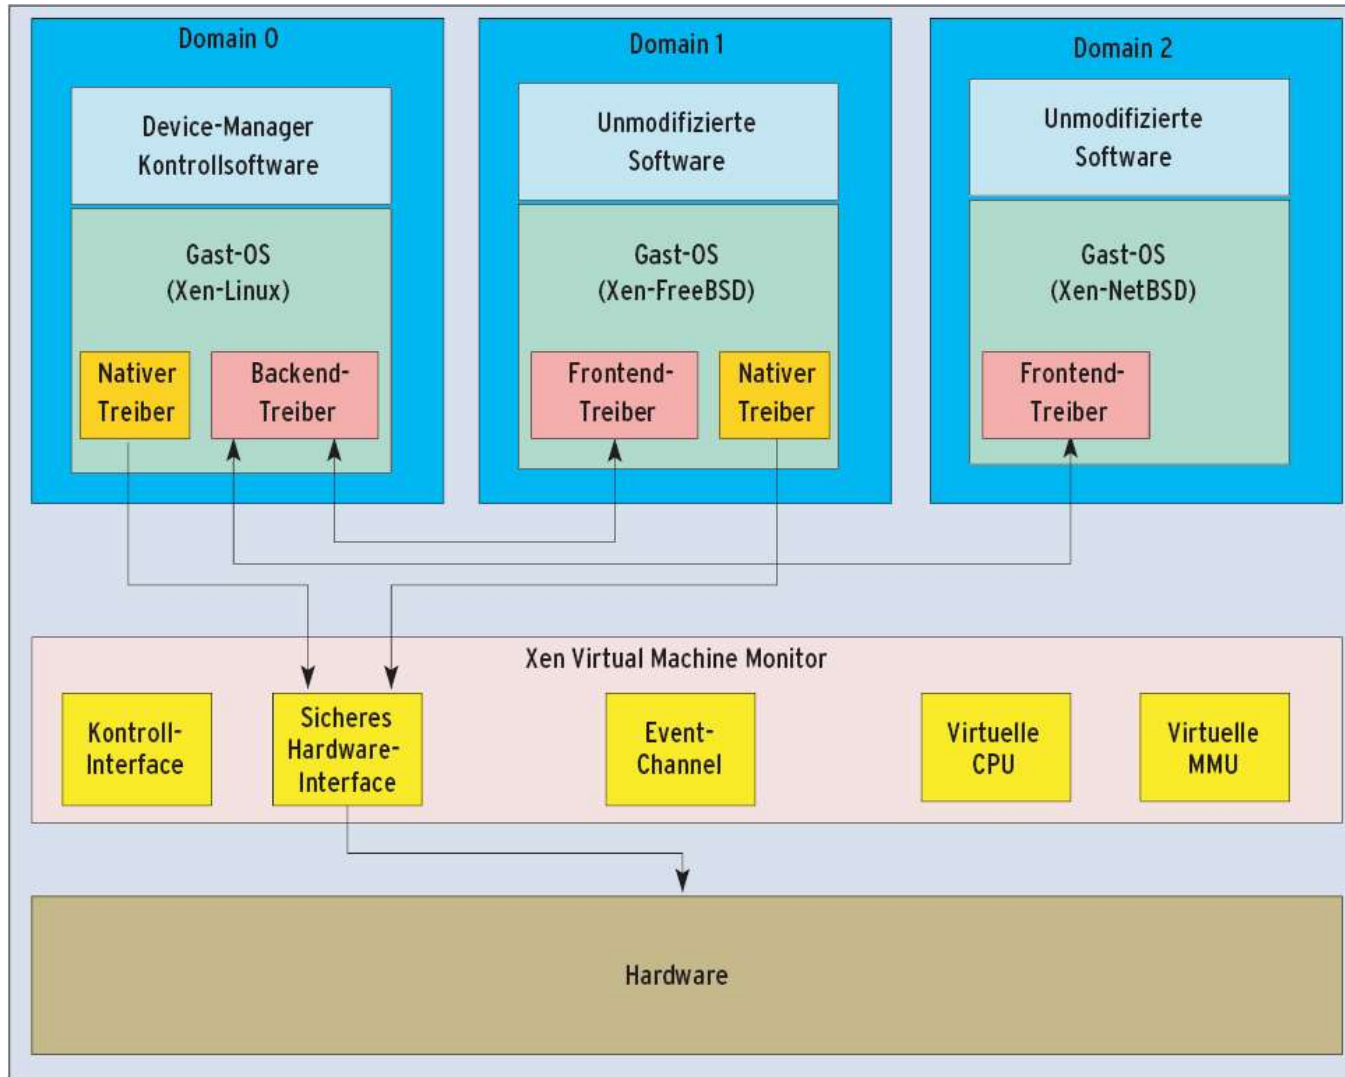 Domain 0
Device-Manager
Kontrollsoftware
Gast-OS
(Xen-Linux)
Nativer
Treiber
Backend-
Treiber
Domain 1
Unmodifizierte
Software
Gast-OS
(Xen-FreeBSD)
Frontend-
Treiber
Nativer
Treiber
Domain 2
Unmodifizierte
Software
Gast-OS
(Xen-NetBSD)
Frontend-
Treiber
Xen Virtual Machine Monitor
Kontroll-
Interface
Sicheres
Hardware-
Interface
Event-
Channel
Virtuelle
CPU
Virtuelle
MMU
Hardware